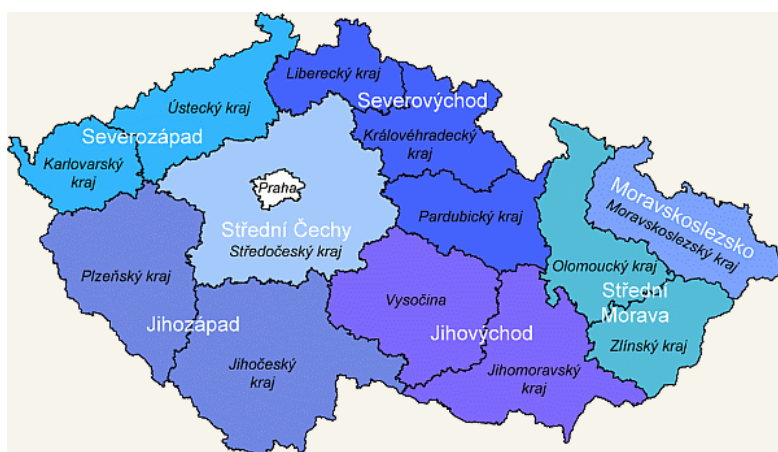 Liberecký kraj
Severovýchod
Ústecký kraj
Severozápad
Královéhradecký
kraj
Karlovarský
kraj
Praha
Moravskoslezsko
Moravskoslezský kraj
Střední Čechy
Středočeský kraj
Pardubický kraj
Plzeňský kraj
Olomoucký kraj
Střední
Morava
Vysočina
Jihozápad
Jihovýchod
Zlínský kraj
Jihočeský
kraj
Jihomoravský
kraj